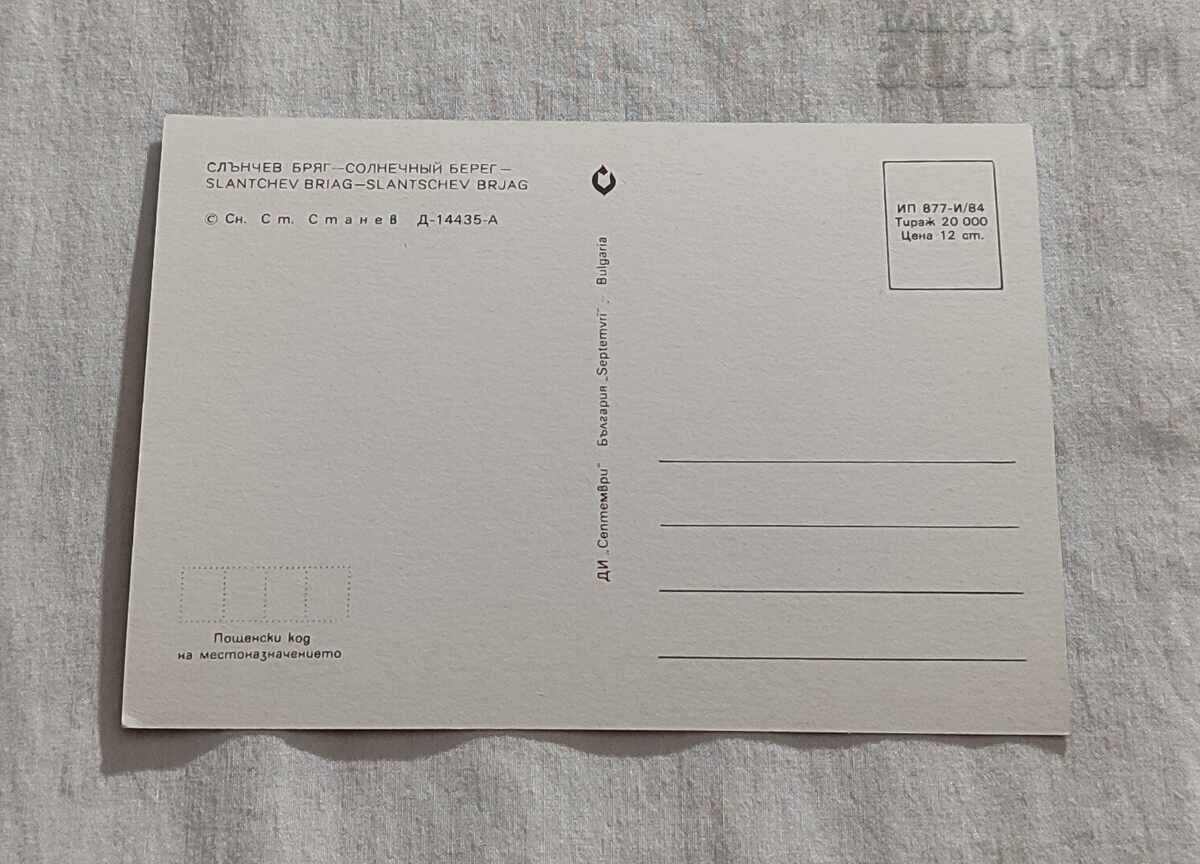 СЛЪНЧЕВ БРЯГ—СОЛНЕЧНЫЙ БЕРЕГ—
SLANTCHEV BRIAG—SLANTSCHEV BRJAG
© Сн. Ст. Станев Д-14435-А
ДИ „Септември" България „Septemvri" - Bulgaria
ИП 877-И/84
Тираж 20 000
Цена 12 ст.
Пощенски код
на местоназначението
auction